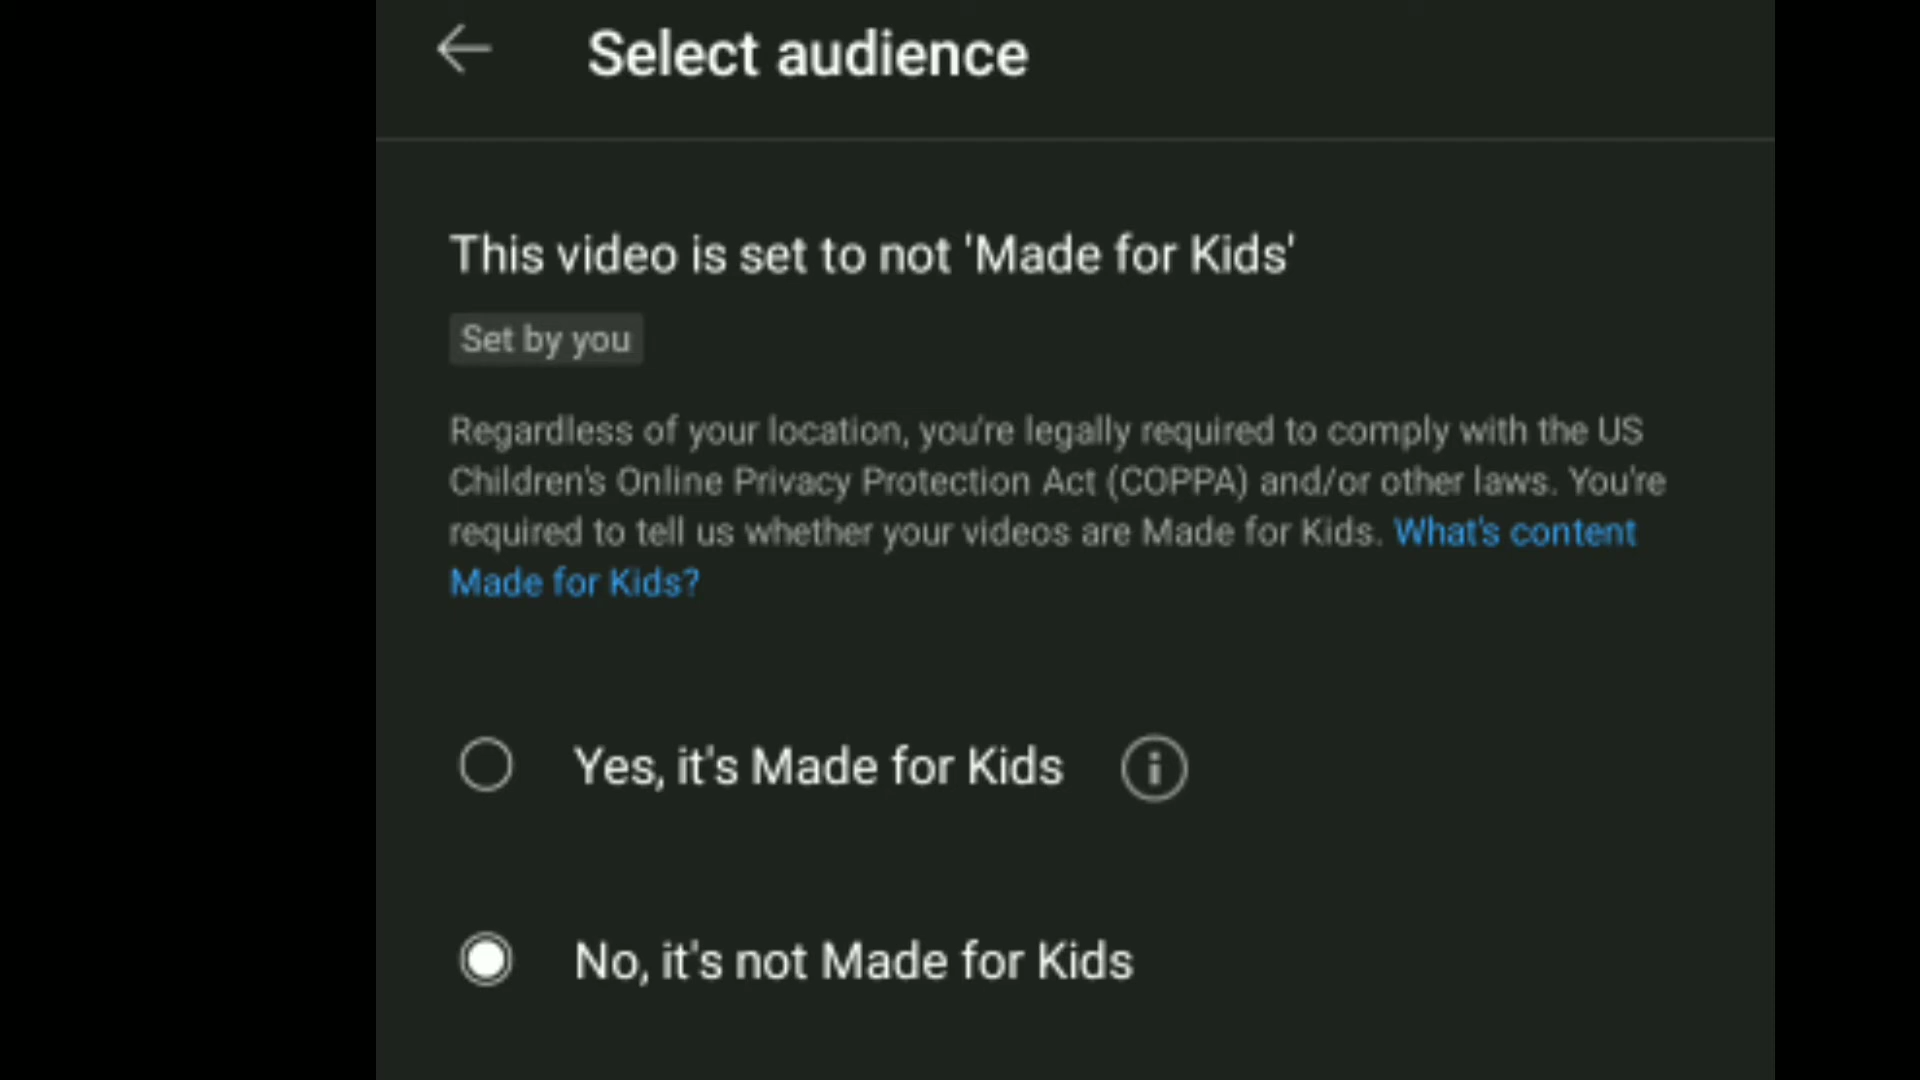 Select audience
This video is set to not 'Made for Kids'
Set by you
Regardless of your location, you're legally required to comply with the US
Children's Online Privacy Protection Act (COPPA) and/or other laws. You're
required to tell us whether your videos are Made for Kids. What's content
Made for Kids?
Yes, it's Made for Kids
No, it's not Made for Kids